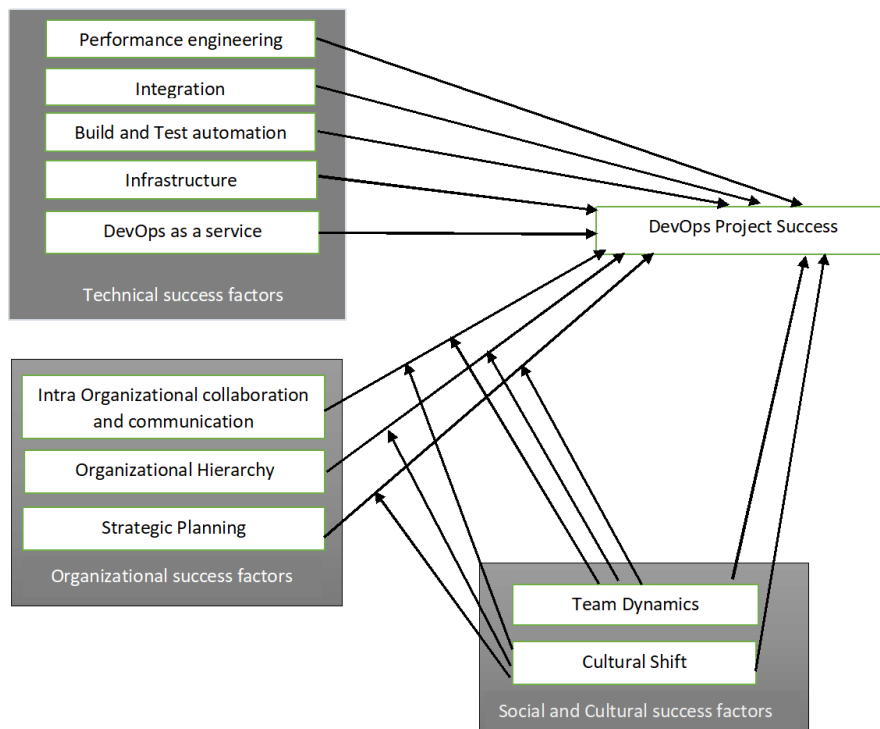 Performance engineering
Integration
Build and Test automation
Infrastructure
DevOps as a service
Technical success factors
DevOps Project Success
Intra Organizational collaboration
and communication
Organizational Hierarchy
Strategic Planning
Organizational success factors
Team Dynamics
Cultural Shift
Social and Cultural success factors